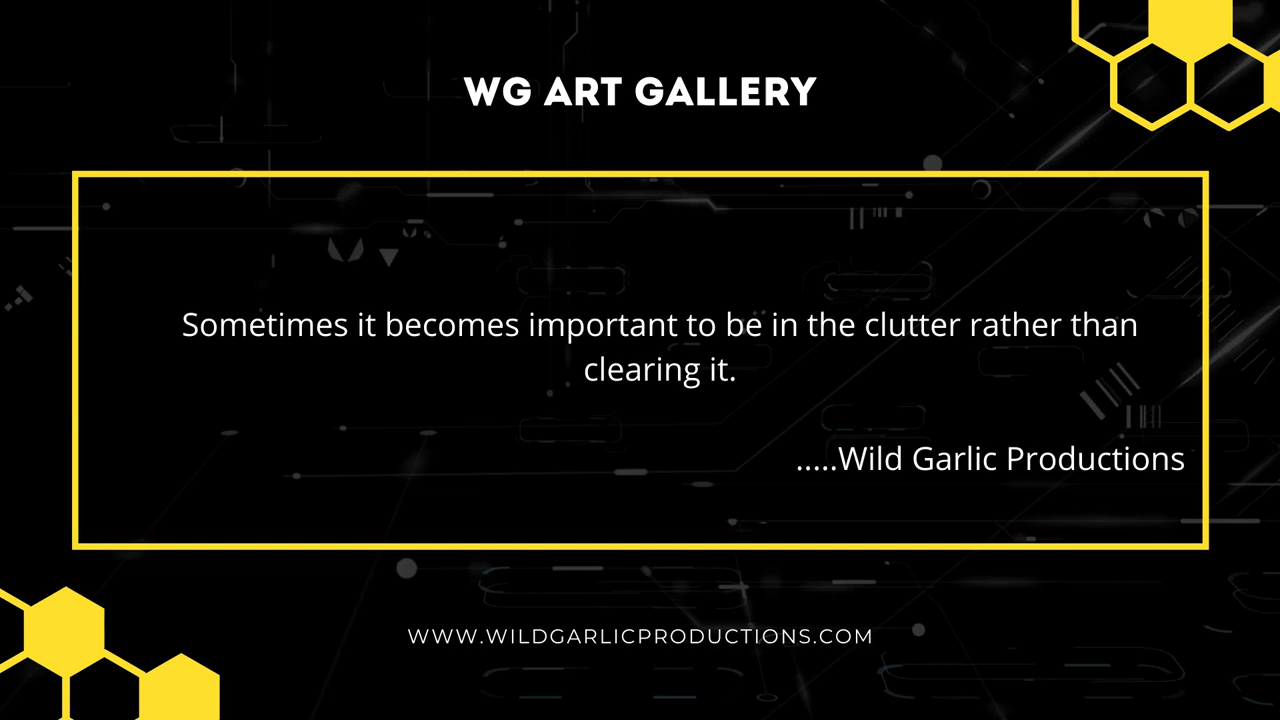 WG ART GALLERY
Sometimes it becomes important to be in the clutter rather than
clearing it.
.....Wild Garlic Productions
WWW.WILDGARLICPRODUCTIONS.COM